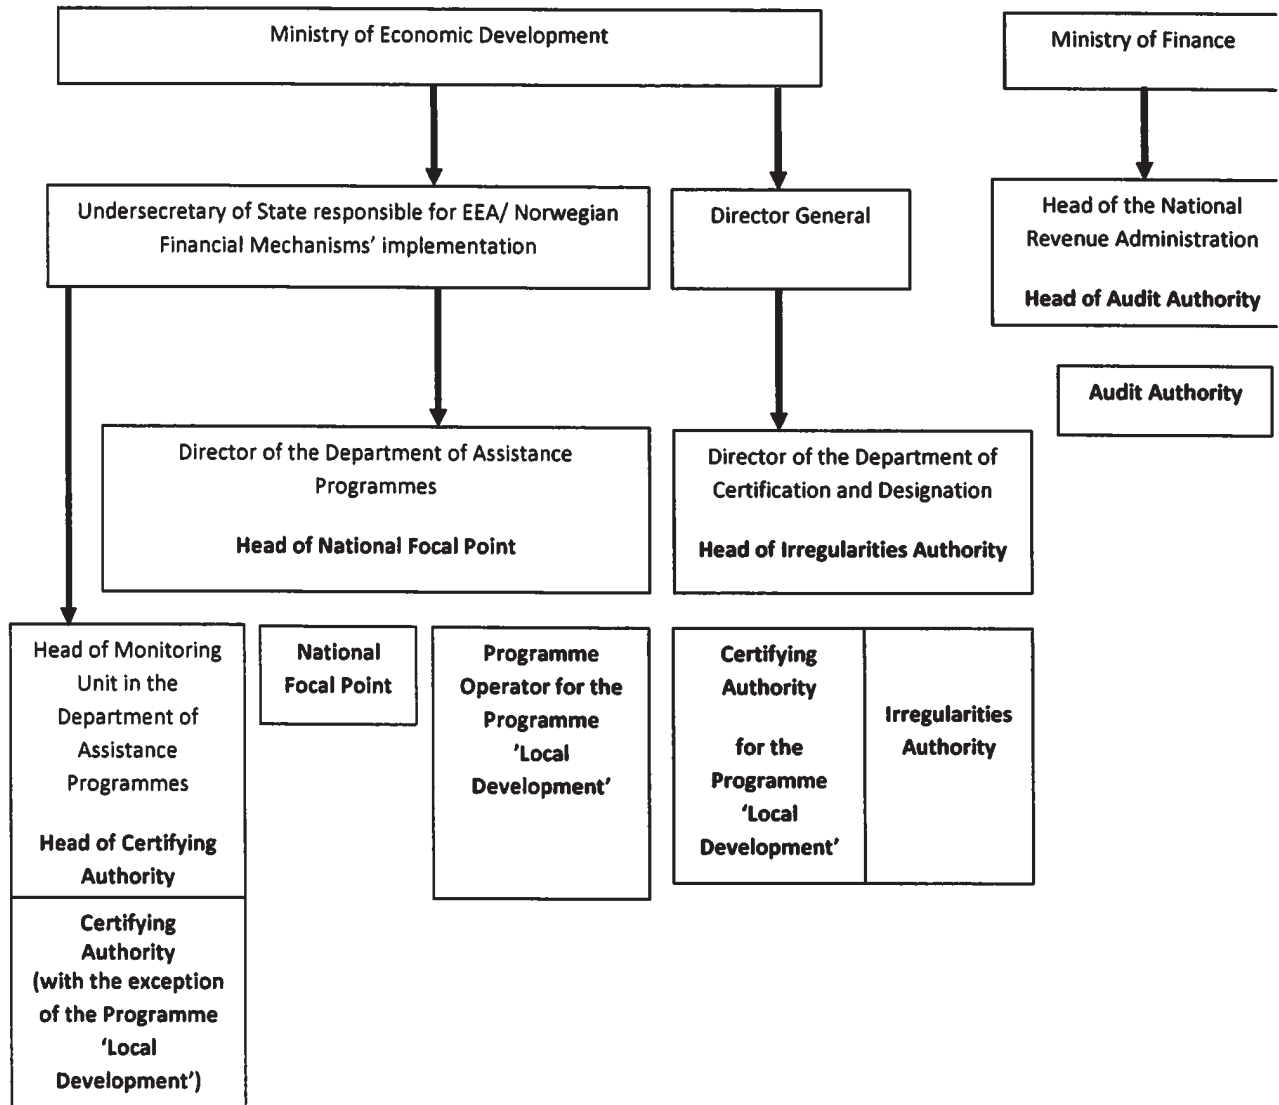 Ministry of Economic Development
Ministry of Finance
Undersecretary of State responsible for EEA/ Norwegian
Financial Mechanisms’ implementation
Director General
Head of the National
Revenue Administration
Head of Audit Authority
Audit Authority
Director of the Department of Assistance
Programmes
Head of National Focal Point
Director of the Department of
Certification and Designation
Head of Irregularities Authority
Head of Monitoring
Unit in the
Department of
Assistance
Programmes
Head of Certifying
Authority
Certifying
Authority
(with the exception
of the Programme
‘Local
Development’)
National
Focal Point
Programme
Operator for the
Programme
’Local
Development’
Certifying
Authority
for the
Programme
‘Local
Development’
Irregularities
Authority